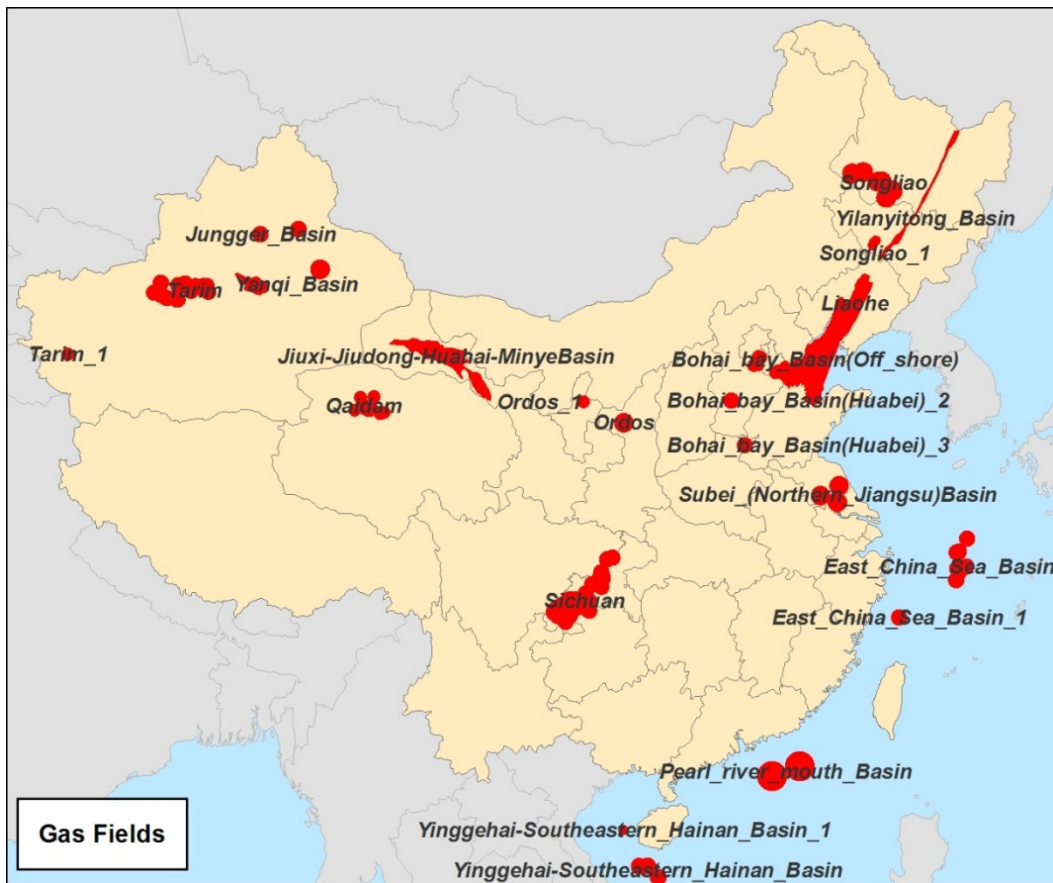 Songliao
Yilanyitong_Basin
Jungger_Basin
Songliao_1
Yanqi_Basin
Tarim
Liaohe
Tarim_1
Jiuxi-Jiudong-Huahai-MinyeBasin
Bohai_bay_Basin(Off_shore)
Ordos_1
Bohai_bay_Basin(Huabei)_2
Qaidam
Ordos
Bohai_bay_Basin(Huabei)_3
Subei_(Northern_Jiangsu)Basin
East_China_Sea_Basin
Sichuan
East_China_Sea_Basin_1
Pearl_river_mouth_Basin
Gas Fields
Yinggehai-Southeastern_Hainan_Basin_1
Yinggehai-Southeastern_Hainan_Basin